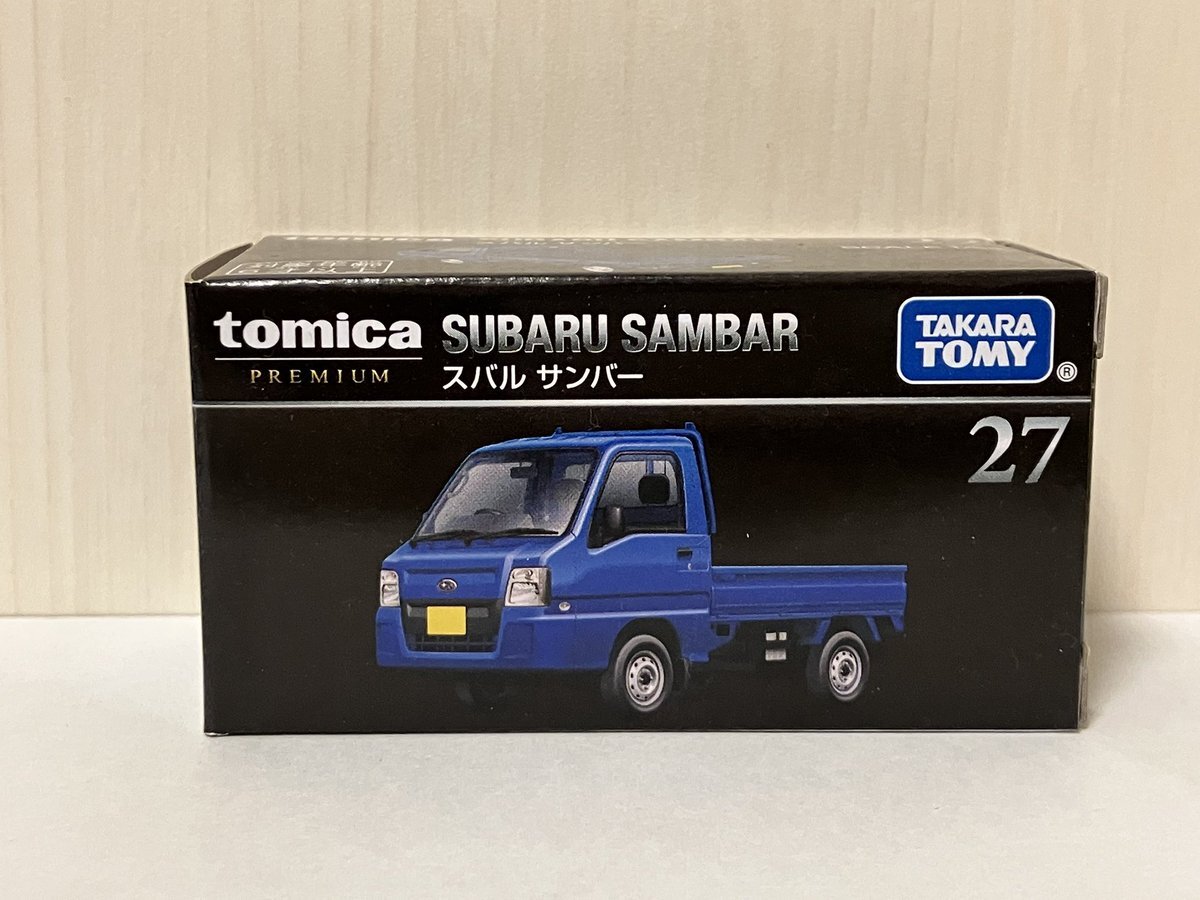 tomica
PREMIUM
SUBARU SAMBAR
スバル サンバー
TAKARA
TOMY
®
27